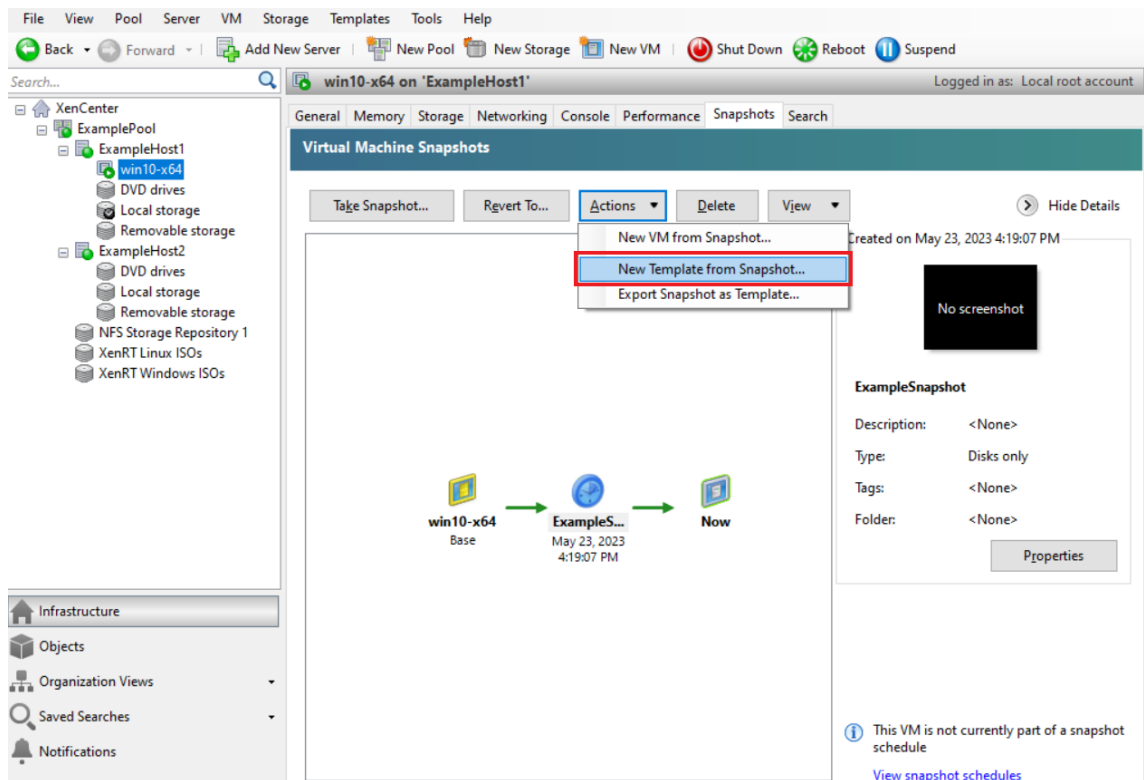 File View Pool Server VM Storage Templates Tools Help
Back Forward Add New Server New Pool New Storage New VM Shut Down Reboot Suspend
Search...
win10-x64 on 'ExampleHost1' Logged in as: Local root account
XenCenter
ExamplePool
ExampleHost1
win10-x64
DVD drives
Local storage
Removable storage
ExampleHost2
DVD drives
Local storage
Removable storage
NFS Storage Repository 1
XenRT Linux ISOs
XenRT Windows ISOs
Infrastructure
Objects
Organization Views
Saved Searches
Notifications
General Memory Storage Networking Console Performance Snapshots Search
Virtual Machine Snapshots
Take Snapshot... Revert To... Actions Delete View Hide Details
New VM from Snapshot...
New Template from Snapshot...
Export Snapshot as Template...
win10-x64
Base
ExampleS...
May 23, 2023
4:19:07 PM
Now
Created on May 23, 2023 4:19:07 PM
No screenshot
ExampleSnapshot
Description: <None>
Type: Disks only
Tags: <None>
Folder: <None>
Properties
This VM is not currently part of a snapshot
schedule
View snapshot schedules